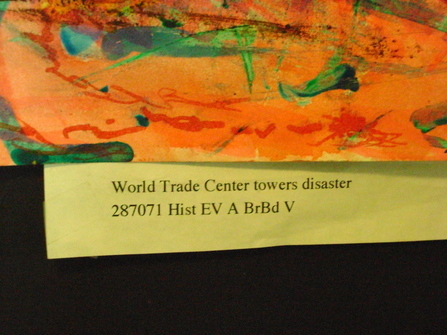 World Trade Center towers disaster
287071 Hist EV A BrBd V